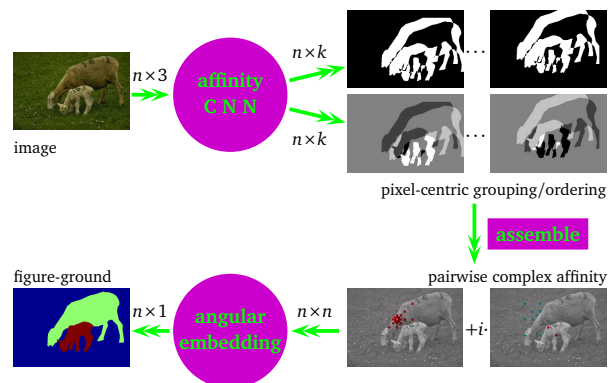 n×3
affinity
C N N
n×k
...
image
n×k
...
pixel-centric grouping/ordering
assemble
figure-ground
pairwise complex affinity
n×1
angular
embedding
n×n
+i·